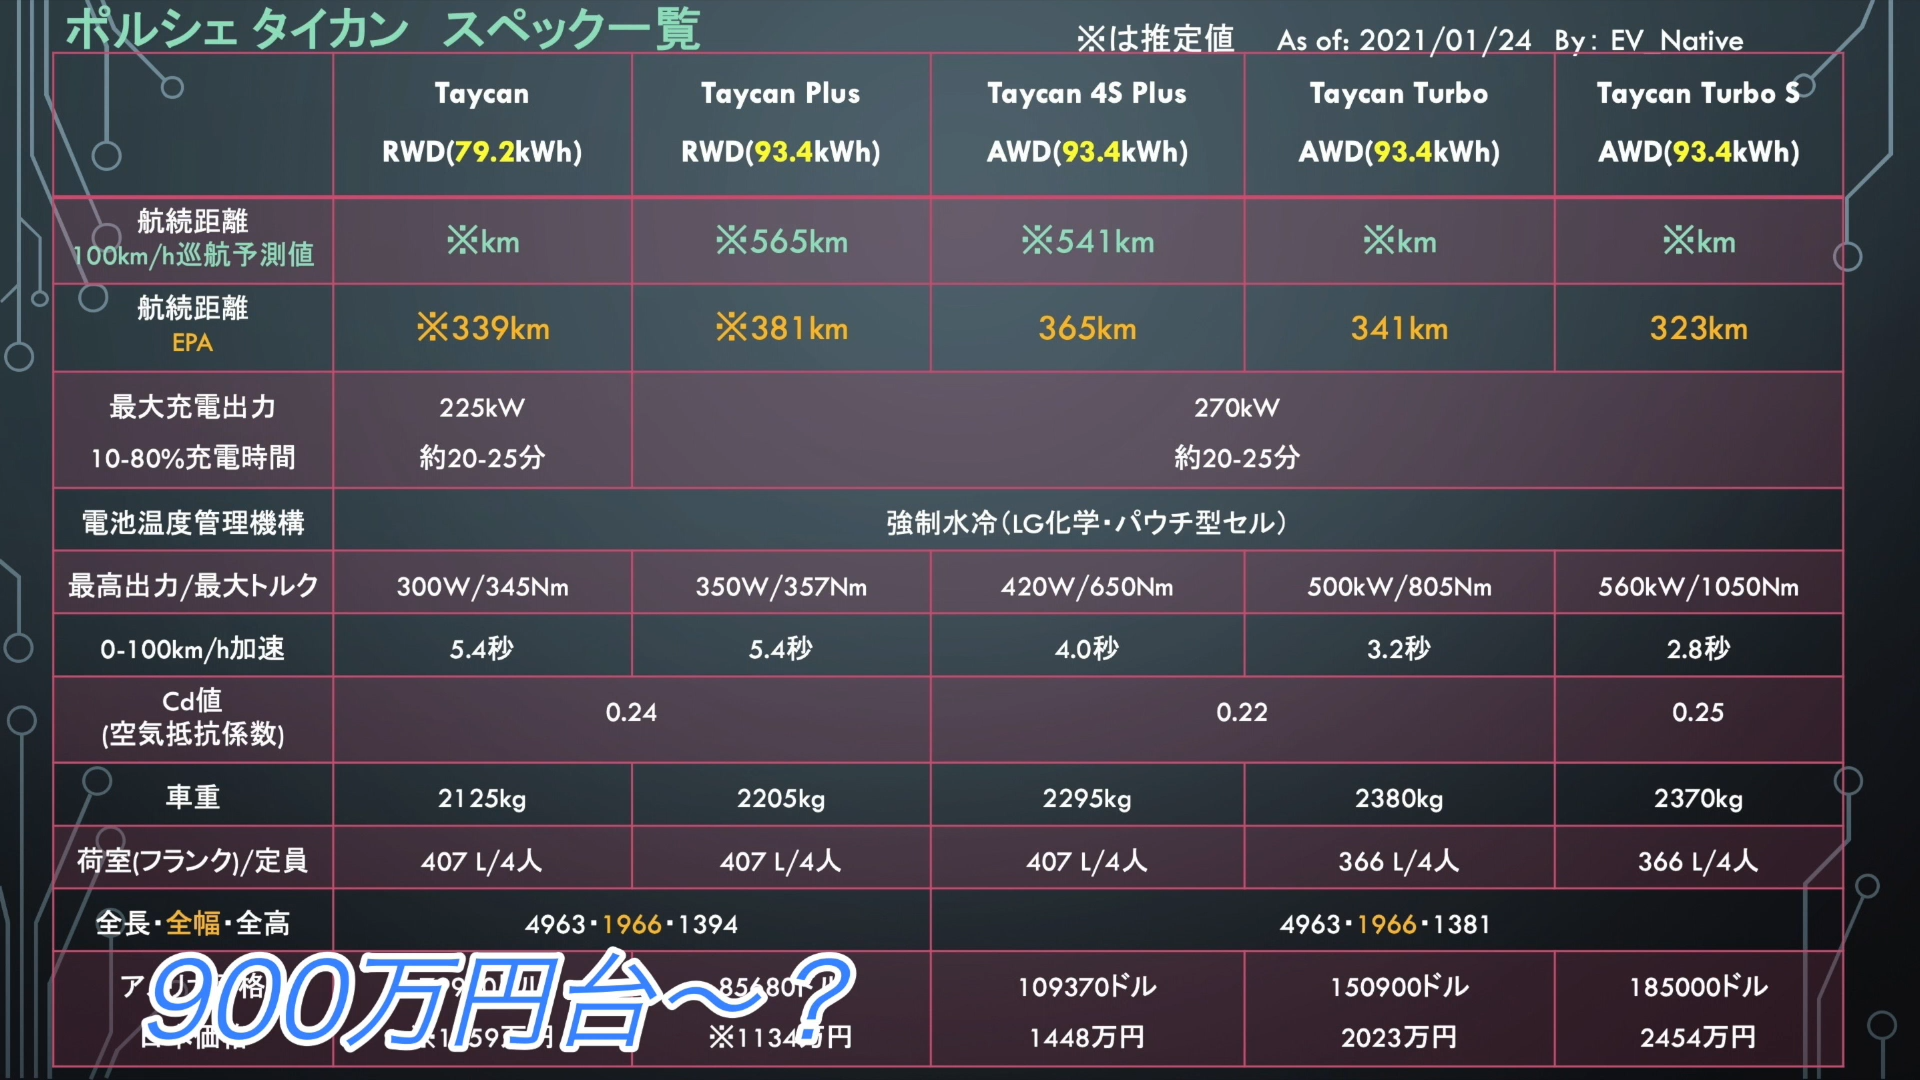 ポルシェ タイカン　スペック一覧
※は推定値　As of: 2021/01/24　By: EV Native
Taycan
RWD(79.2kWh)
Taycan Plus
RWD(93.4kWh)
Taycan 4S Plus
AWD(93.4kWh)
Taycan Turbo
AWD(93.4kWh)
Taycan Turbo S
AWD(93.4kWh)
航続距離
100km/h巡航予測値
※km
※565km
※541km
※km
※km
航続距離
EPA
※339km
※381km
365km
341km
323km
最大充電出力
10-80%充電時間
225kW
約20-25分
270kW
約20-25分
電池温度管理機構
強制水冷(LG化学・パウチ型セル)
最高出力/最大トルク
300W/345Nm
350W/357Nm
420W/650Nm
500kW/805Nm
560kW/1050Nm
0-100km/h加速
5.4秒
5.4秒
4.0秒
3.2秒
2.8秒
Cd値
(空気抵抗係数)
0.24
0.22
0.25
車重
2125kg
2205kg
2295kg
2380kg
2370kg
荷室(フランク)/定員
407 L/4人
407 L/4人
407 L/4人
366 L/4人
366 L/4人
全長・全幅・全高
4963・1966・1394
4963・1966・1381
109370ドル
1448万円
150900ドル
2023万円
185000ドル
2454万円
※1134万円
900万円台〜?